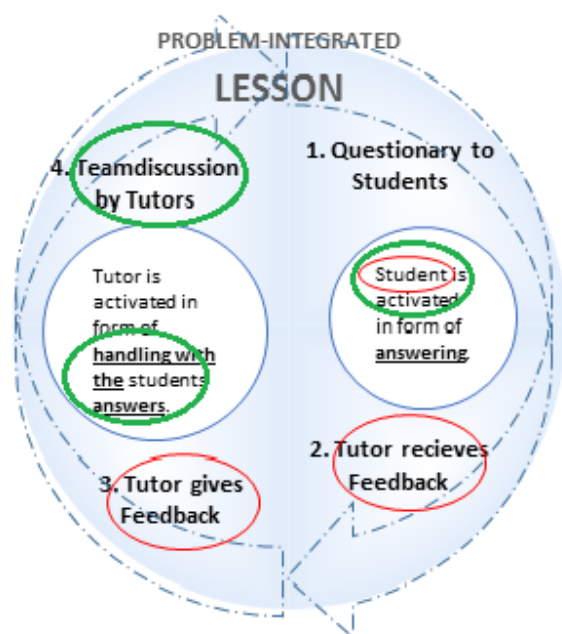 PROBLEM-INTEGRATED
LESSON
1. Questionary to
Students
Student is
activated
in form of
answering.
2. Tutor recieves
Feedback
3. Tutor gives
Feedback
4. Teamdiscussion
by Tutors
Tutor is
activated in
form of
handling with
the students
answers.